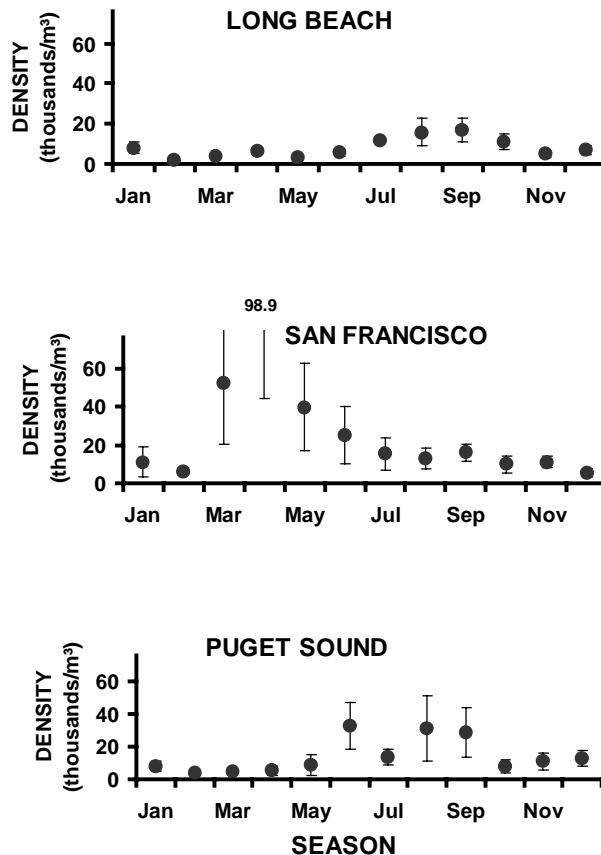 LONG BEACH
DENSITY
(thousands/m³)
60
40
20
0
Jan Mar May Jul Sep Nov
98.9
SAN FRANCISCO
DENSITY
(thousands/m³)
60
40
20
0
Jan Mar May Jul Sep Nov
PUGET SOUND
DENSITY
(thousands/m³)
60
40
20
0
Jan Mar May Jul Sep Nov
SEASON